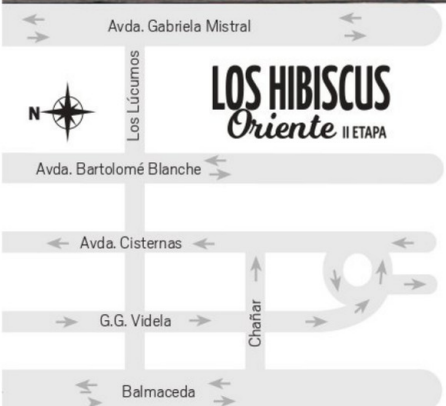 Avda. Gabriela Mistral
Los Lúcumos
N
LOS HIBISCUS
Oriente II ETAPA
Avda. Bartolomé Blanche
Avda. Cisternas
G.G. Videla
Chañar
Balmaceda